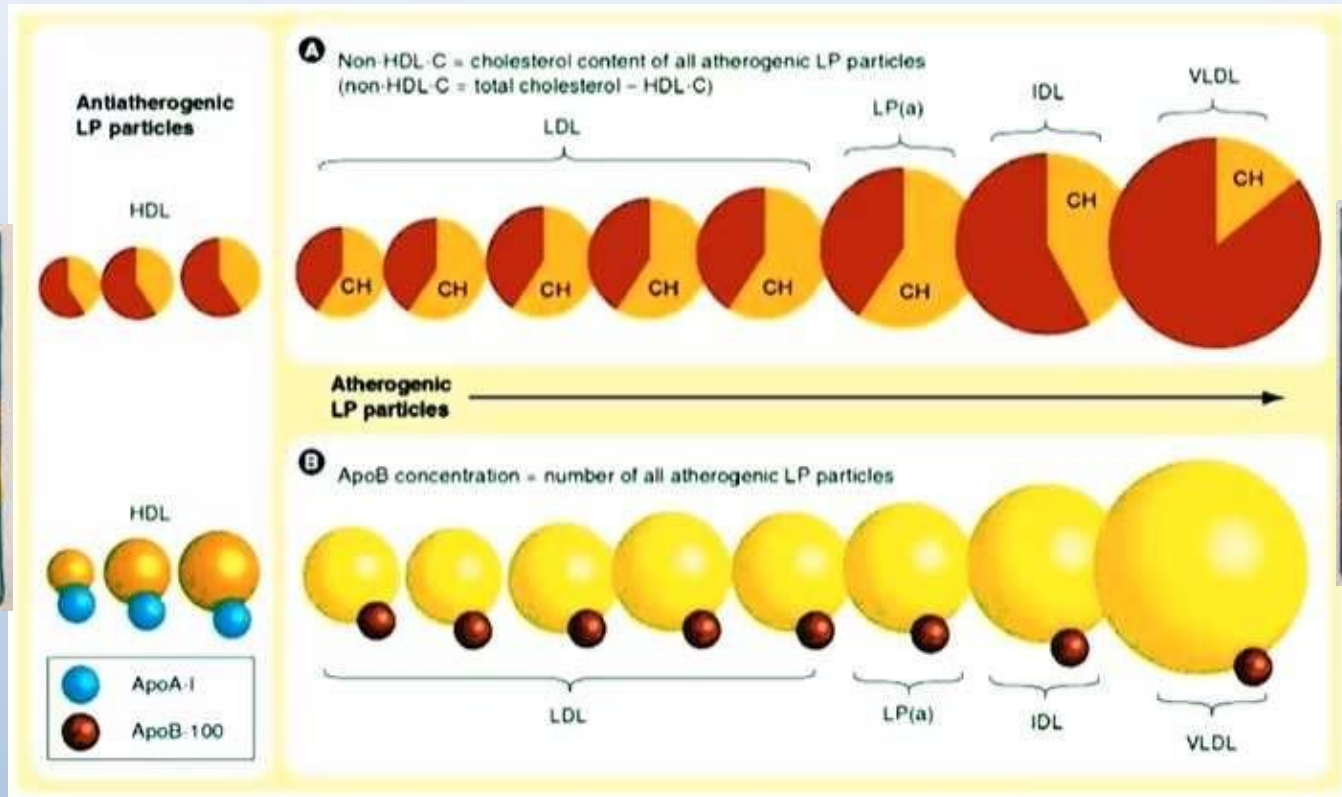 Antiatherogenic
LP particles
HDL
A
Non-HDL-C = cholesterol content of all atherogenic LP particles
(non-HDL-C = total cholesterol – HDL-C)
LDL
LP(a)
IDL
VLDL
CH
CH
CH
CH
CH
CH
CH
CH
Atherogenic
LP particles
B
ApoB concentration = number of all atherogenic LP particles
HDL
ApoA-I
ApoB-100
LDL
LP(a)
IDL
VLDL